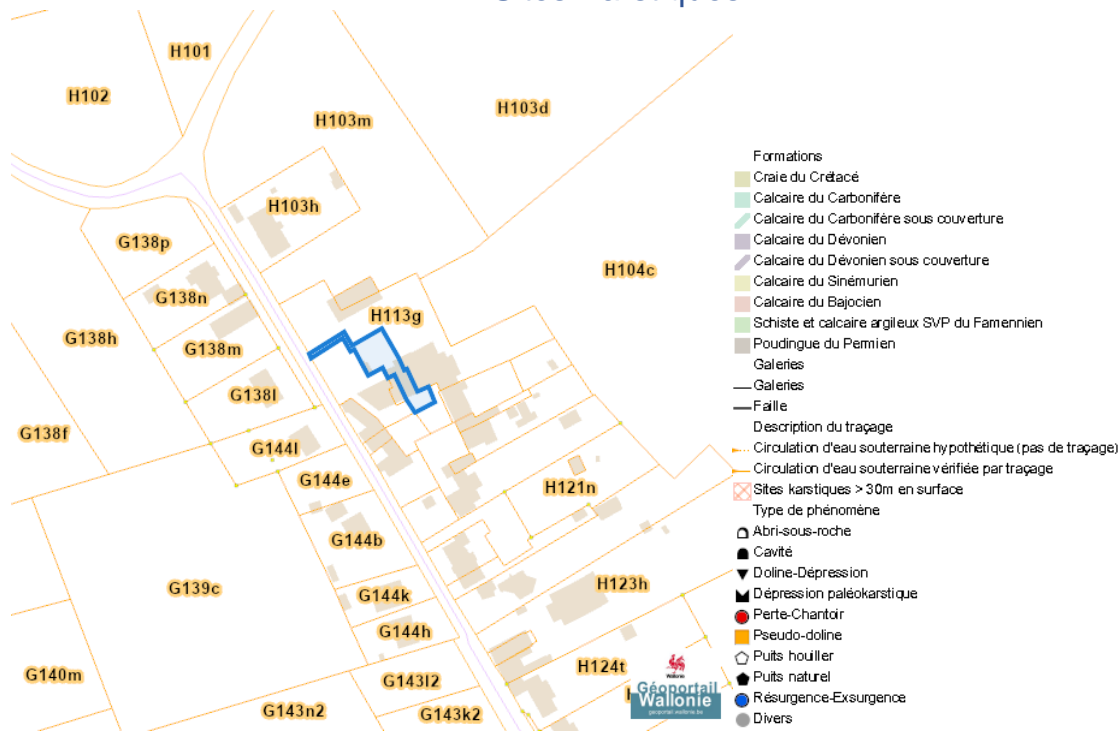 H101
H102
H103d
H103m
H103h
G138p
H104c
G138n
H113g
G138h
G138m
G138l
G138f
G144l
G144e
H121n
G144b
G139c
H123h
G144k
G144h
H124t
G140m
G143l2
G143n2
G143k2
Wallonie
Géoportail
Wallonie
geoportail.wallonie.be
Formations
Craie du Crétacé
Calcaire du Carbonifère
Calcaire du Carbonifère sous couverture
Calcaire du Dévonien
Calcaire du Dévonien sous couverture
Calcaire du Sinémurien
Calcaire du Bajocien
Schiste et calcaire argileux SVP du Famennien
Poudingue du Permien
Galeries
Galeries
Faille
Description du traçage
Circulation d'eau souterraine hypothétique (pas de traçage)
Circulation d'eau souterraine vérifiée par traçage
Sites karstiques > 30m en surface
Type de phénomène
Abri-sous-roche
Cavité
Doline-Dépression
Dépression paléokarstique
Perte-Chantoir
Pseudo-doline
Puits houiller
Puits naturel
Résurgence-Exsurgence
Divers